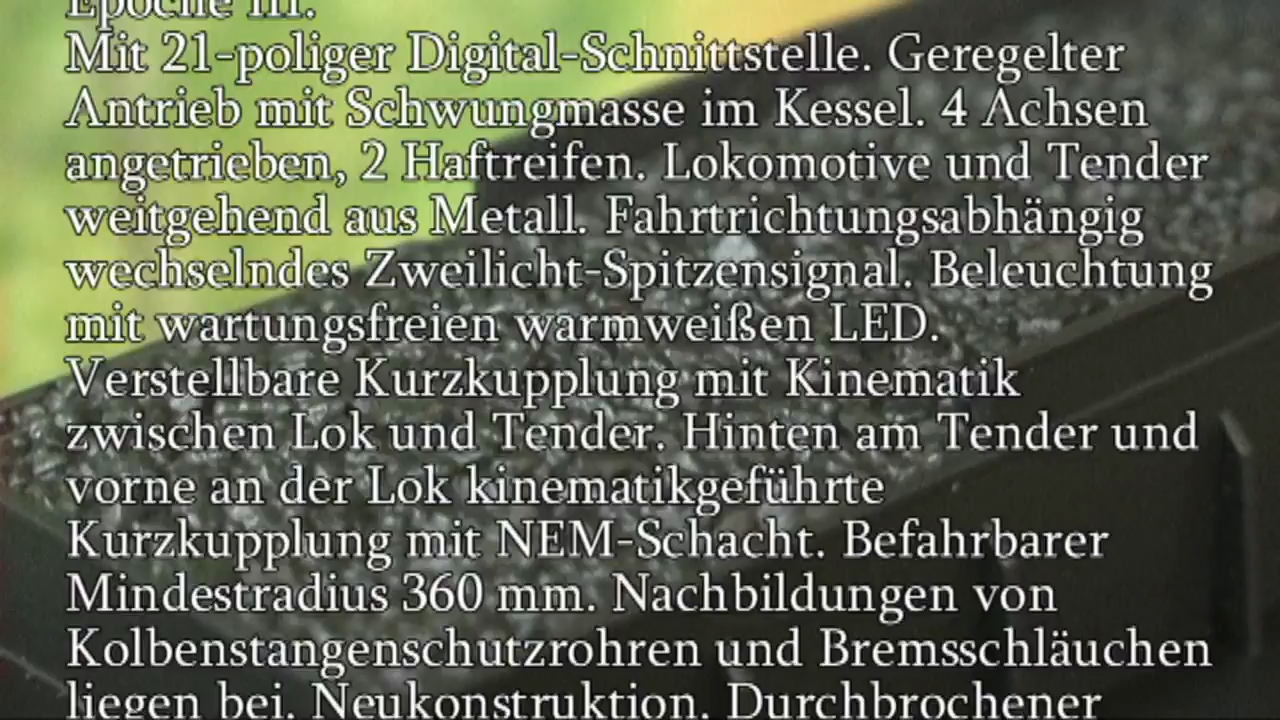 Epoche III.
Mit 21-poliger Digital-Schnittstelle. Geregelter
Antrieb mit Schwungmasse im Kessel. 4 Achsen
angetrieben, 2 Haftreifen. Lokomotive und Tender
weitgehend aus Metall. Fahrtrichtungsabhängig
wechselndes Zweilicht-Spitzensignal. Beleuchtung
mit wartungsfreien warmweißen LED.
Verstellbare Kurzkupplung mit Kinematik
zwischen Lok und Tender. Hinten am Tender und
vorne an der Lok kinematikgeführte
Kurzkupplung mit NEM-Schacht. Befahrbarer
Mindestradius 360 mm. Nachbildungen von
Kolbenstangenschutzrohren und Bremsschläuchen
liegen bei. Neukonstruktion. Durchbrochener